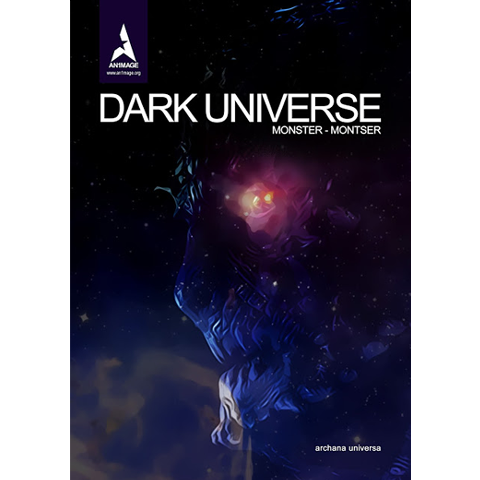 AN1MAGE
www.an1mage.org
DARK UNIVERSE
MONSTER - MONTSER
archana universa